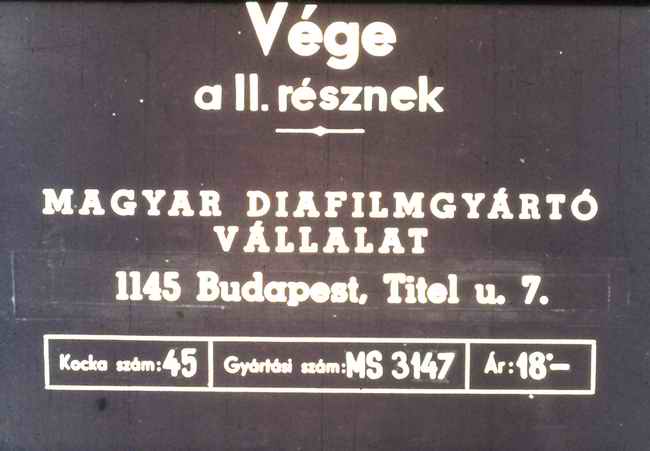 Vége
a II. résznek
MAGYAR DIAFILMGYÁRTÓ
VÁLLALAT
1145 Budapest, Titel u. 7.
Kocka szám: 45 Gyártási szám: MS 3147 Ár: 18·–